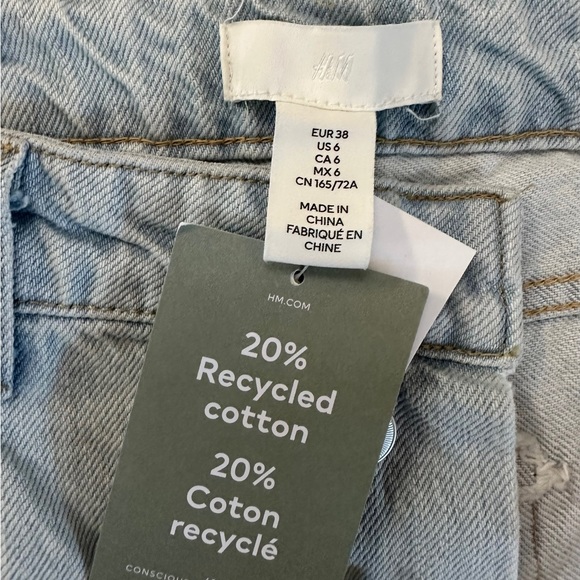 H&M
EUR 38
US 6
CA 6
MX 6
CN 165/72A
MADE IN
CHINA
FABRIQUÉ EN
CHINE
HM.COM
20%
Recycled
cotton
20%
Coton
recyclé